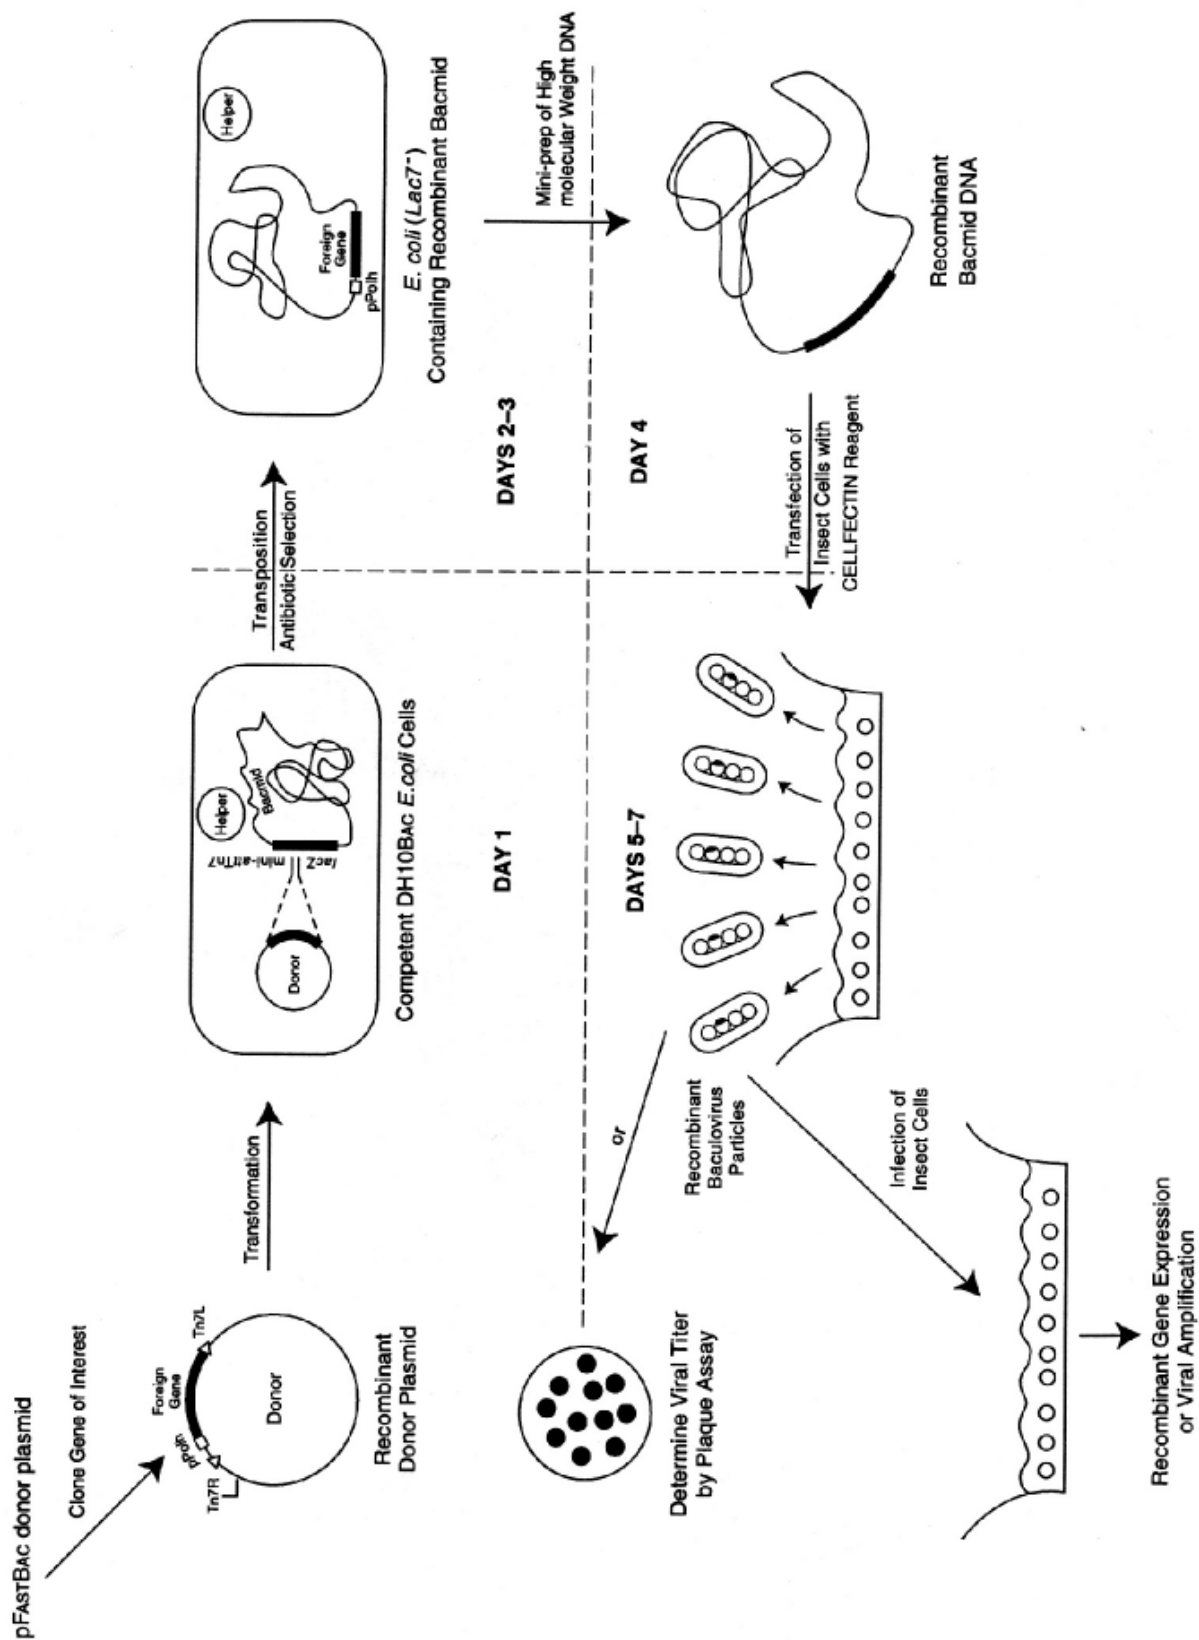 pFASTBAC donor plasmid
Clone Gene of Interest
Foreign
Gene
pPolh
Tn7R
Tn7L
Donor
Recombinant
Donor Plasmid
Transformation
Donor
lacZ
mini-attTn7
Helper
Bacmid
Competent DH10BAC E.coli Cells
DAY 1
Transposition
Antibiotic Selection
Helper
Foreign
Gene
pPolh
E. coli (Lac7-)
Containing Recombinant Bacmid
DAYS 2–3
Mini-prep of High
molecular Weight DNA
DAY 4
Recombinant
Bacmid DNA
Transfection of
Insect Cells with
CELLFECTIN Reagent
DAYS 5–7
Recombinant
Baculovirus
Particles
or
Determine Viral Titer
by Plaque Assay
Infection of
Insect Cells
Recombinant Gene Expression
or Viral Amplification